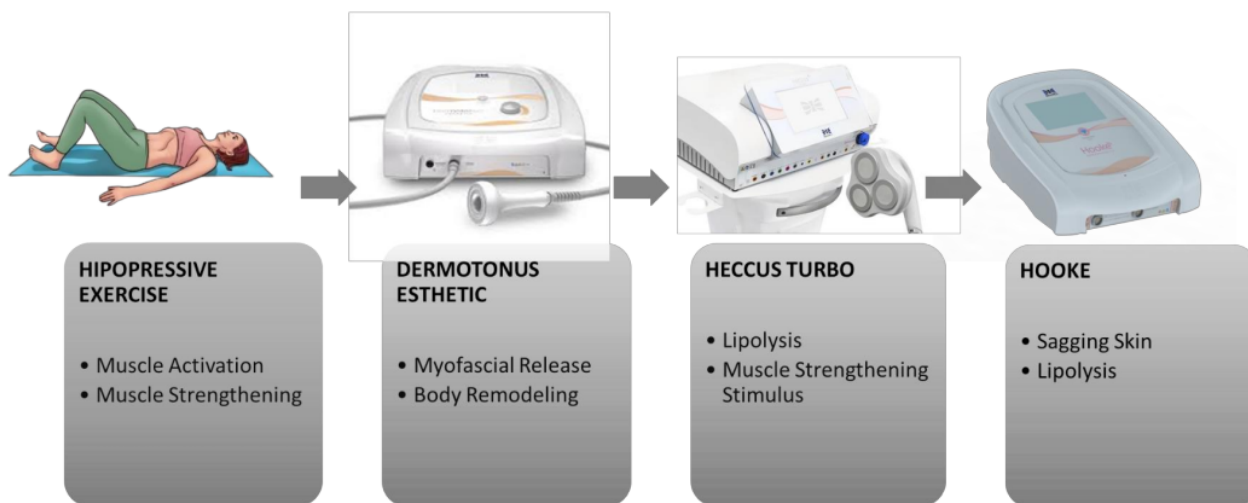 HIPOPRESSIVE
EXERCISE
• Muscle Activation
• Muscle Strengthening
DERMOTONUS
ESTHETIC
• Myofascial Release
• Body Remodeling
HECCUS TURBO
• Lipolysis
• Muscle Strengthening
Stimulus
HOOKE
• Sagging Skin
• Lipolysis